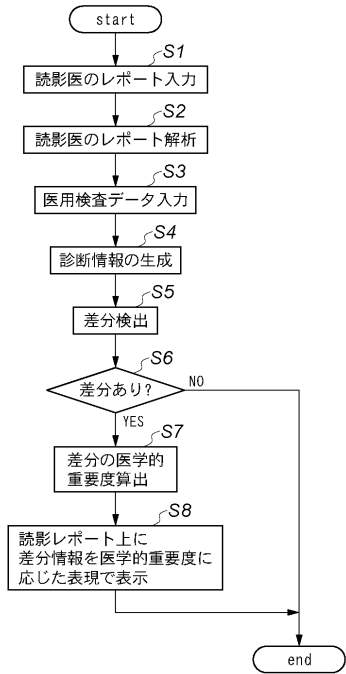 start
S1
読影医のレポート入力
S2
読影医のレポート解析
S3
医用検査データ入力
S4
診断情報の生成
S5
差分検出
S6
差分あり?
NO
YES
S7
差分の医学的
重要度算出
S8
読影レポート上に
差分情報を医学的重要度に
応じた表現で表示
end